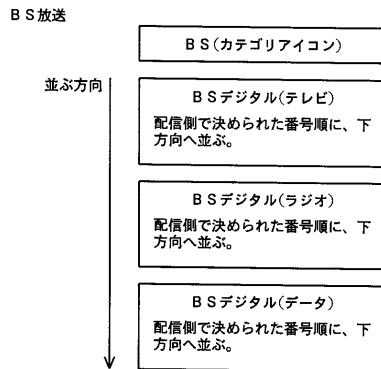 BS放送
BS(カテゴリアイコン)
並ぶ方向
BSデジタル(テレビ)
配信側で決められた番号順に、下
方向へ並ぶ。
BSデジタル(ラジオ)
配信側で決められた番号順に、下
方向へ並ぶ。
BSデジタル(データ)
配信側で決められた番号順に、下
方向へ並ぶ。